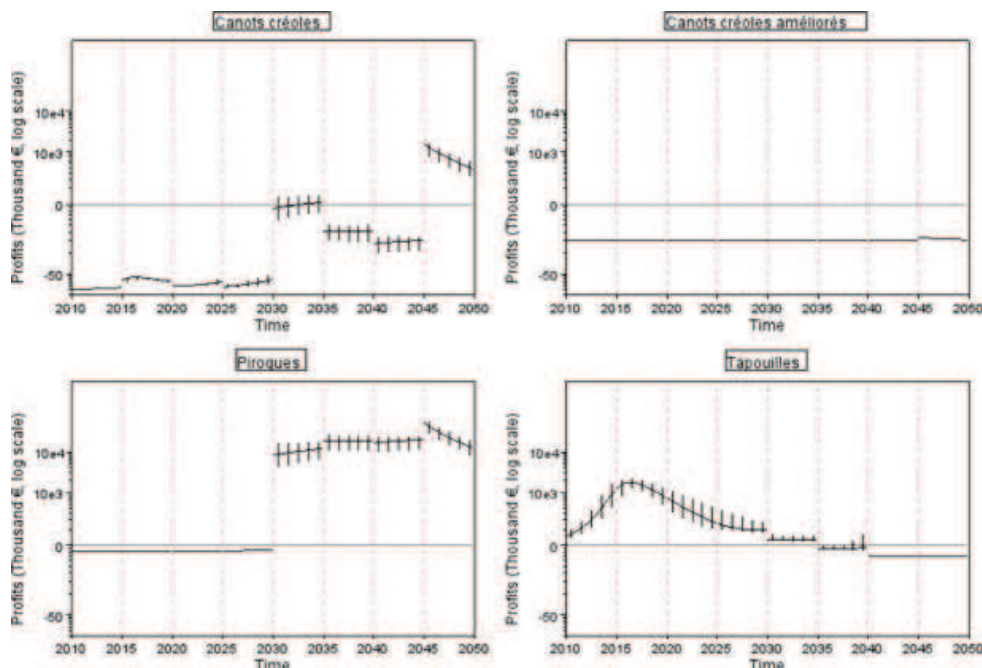 Canots créoles
Profits (Thousand €, log scale)
10e4
10e3
0
-50
2010 2015 2020 2025 2030 2035 2040 2045 2050
Time
Canots créoles améliorés
Profits (Thousand €, log scale)
10e4
10e3
0
-50
2010 2015 2020 2025 2030 2035 2040 2045 2050
Time
Pirogues
Profits (Thousand €, log scale)
10e4
10e3
0
-50
2010 2015 2020 2025 2030 2035 2040 2045 2050
Time
Tapouilles
Profits (Thousand €, log scale)
10e4
10e3
0
-50
2010 2015 2020 2025 2030 2035 2040 2045 2050
Time